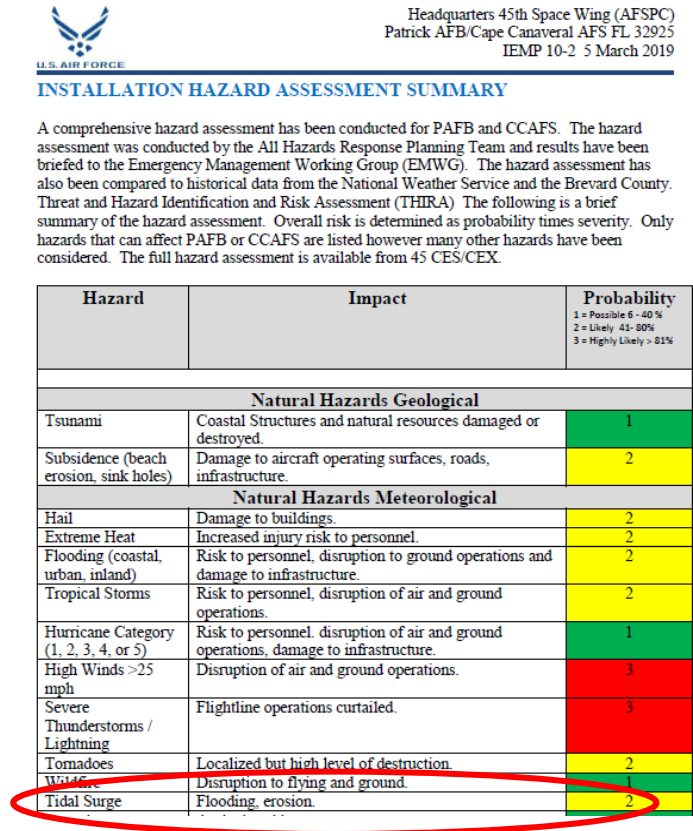 Headquarters 45th Space Wing (AFSPC)
Patrick AFB/Cape Canaveral AFS FL 32925
IEMP 10-2 5 March 2019
U.S. AIR FORCE
INSTALLATION HAZARD ASSESSMENT SUMMARY
A comprehensive hazard assessment has been conducted for PAFB and CCAFS. The hazard
assessment was conducted by the All Hazards Response Planning Team and results have been
briefed to the Emergency Management Working Group (EMWG). The hazard assessment has
also been compared to historical data from the National Weather Service and the Brevard County.
Threat and Hazard Identification and Risk Assessment (THIRA) The following is a brief
summary of the hazard assessment. Overall risk is determined as probability times severity. Only
hazards that can affect PAFB or CCAFS are listed however many other hazards have been
considered. The full hazard assessment is available from 45 CES/CEX.
Hazard Impact Probability
1 = Possible 6 - 40 %
2 = Likely 41- 80%
3 = Highly Likely > 81%
Natural Hazards Geological
Tsunami Coastal Structures and natural resources damaged or 1
destroyed.
Subsidence (beach Damage to aircraft operating surfaces, roads, 2
erosion, sink holes) infrastructure.
Natural Hazards Meteorological
Hail Damage to buildings. 2
Extreme Heat Increased injury risk to personnel. 2
Flooding (coastal, Risk to personnel, disruption to ground operations and 2
urban, inland) damage to infrastructure.
Tropical Storms Risk to personnel, disruption of air and ground 2
operations.
Hurricane Category Risk to personnel. disruption of air and ground 1
(1, 2, 3, 4, or 5) operations, damage to infrastructure.
High Winds >25 Disruption of air and ground operations. 3
mph
Severe Flightline operations curtailed. 3
Thunderstorms /
Lightning
Tornadoes Localized but high level of destruction. 2
Wildfire Disruption to flying and ground. 1
Tidal Surge Flooding, erosion. 2